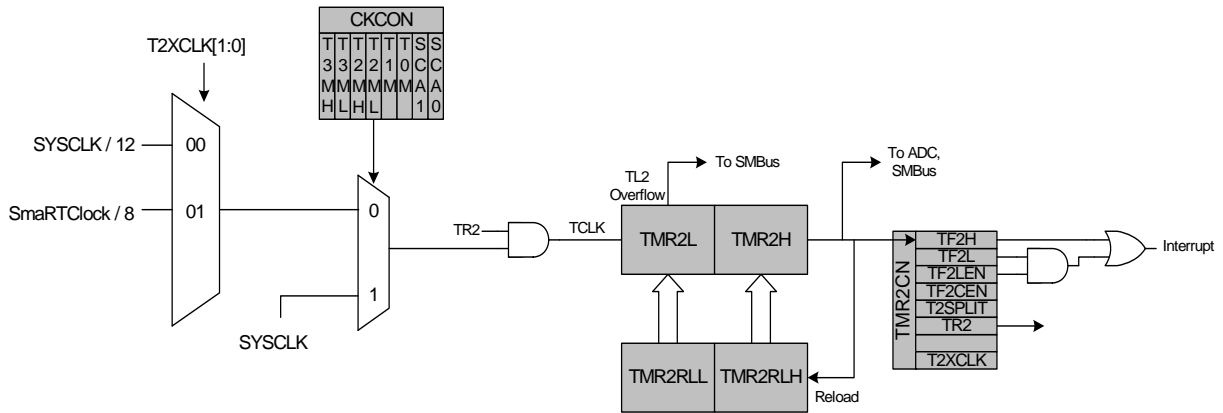 CKCON
T3MH
T3ML
T2MH
T2ML
T1M
T0M
SCA1
SCA0
T2XCLK[1:0]
SYSCLK / 12
00
SmaRTClock / 8
01
0
1
SYSCLK
TR2
TCLK
TL2
Overflow
To SMBus
To ADC,
SMBus
TMR2L
TMR2H
TMR2RLL
TMR2RLH
Reload
TMR2CN
TF2H
TF2L
TF2LEN
TF2CEN
T2SPLIT
TR2
T2XCLK
Interrupt